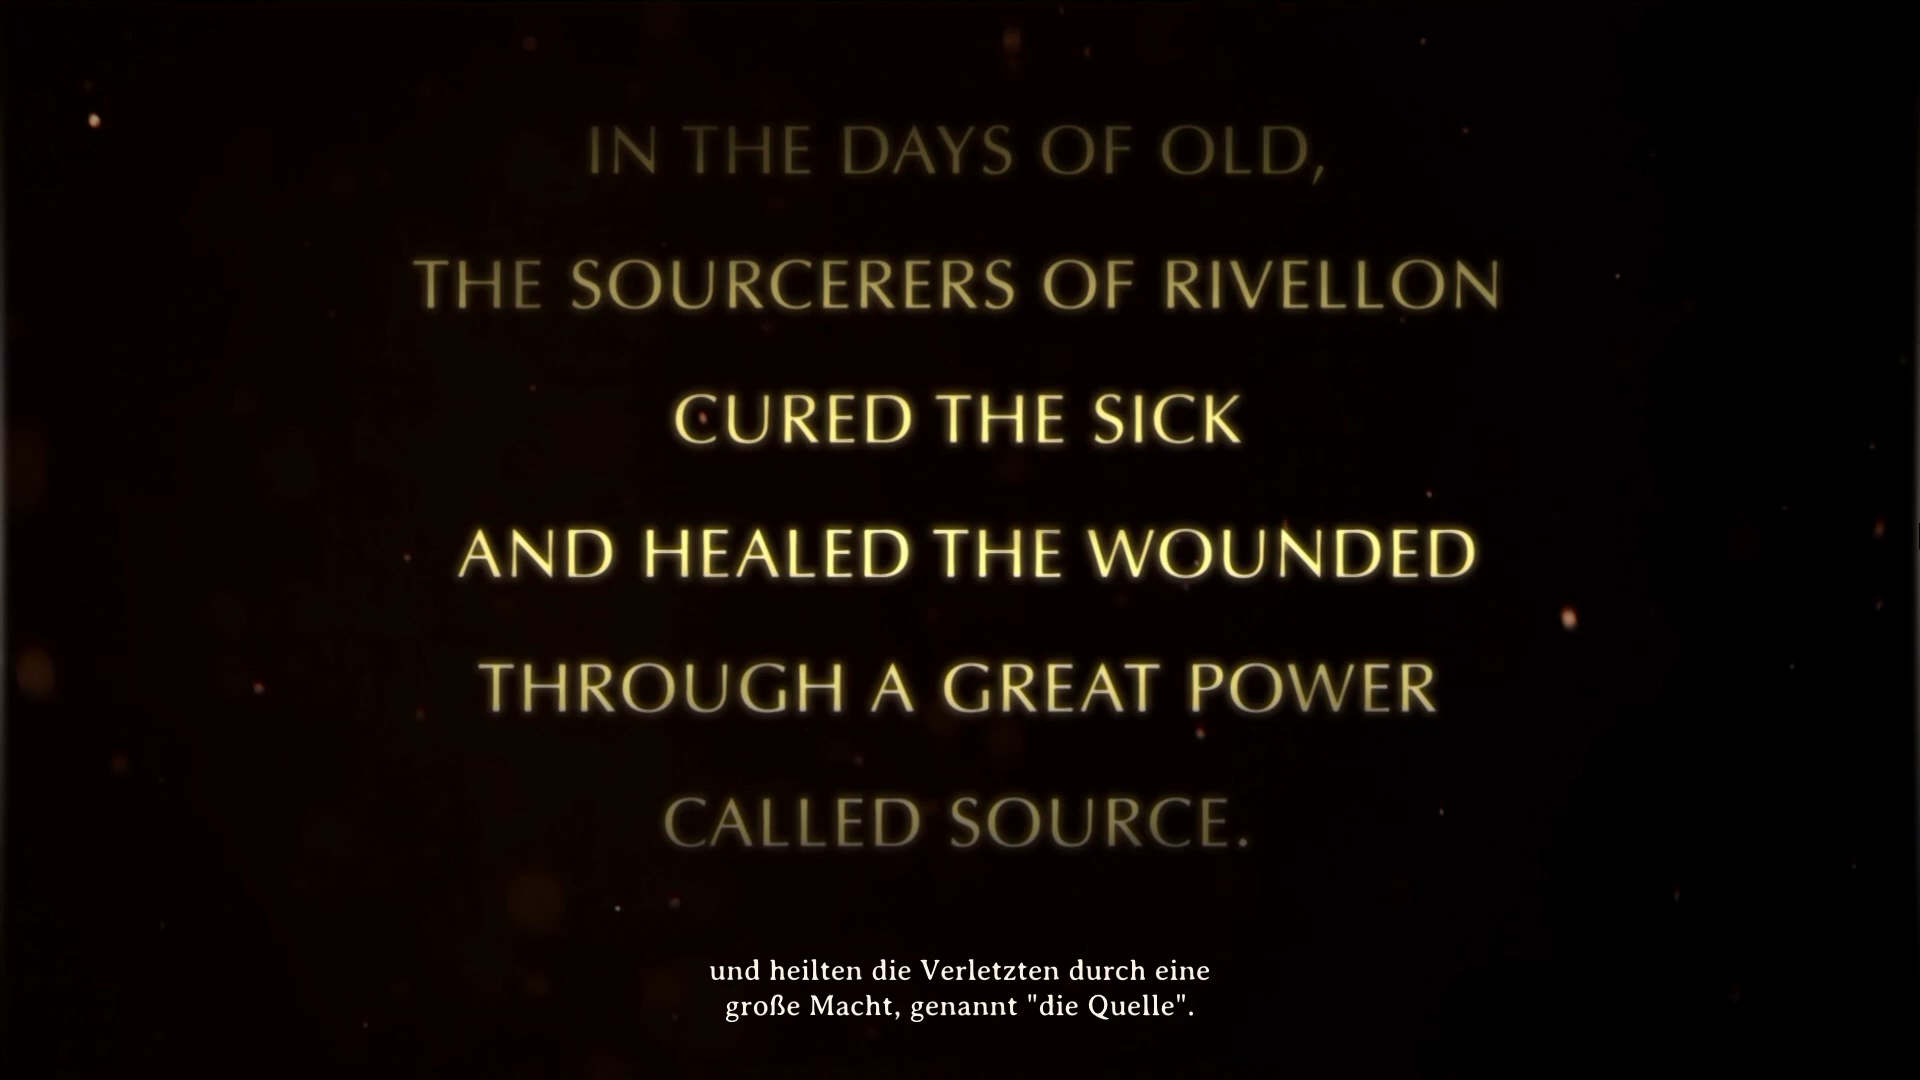 IN THE DAYS OF OLD,
THE SOURCERERS OF RIVELLON
CURED THE SICK
AND HEALED THE WOUNDED
THROUGH A GREAT POWER
CALLED SOURCE.
und heilten die Verletzten durch eine
große Macht, genannt "die Quelle".